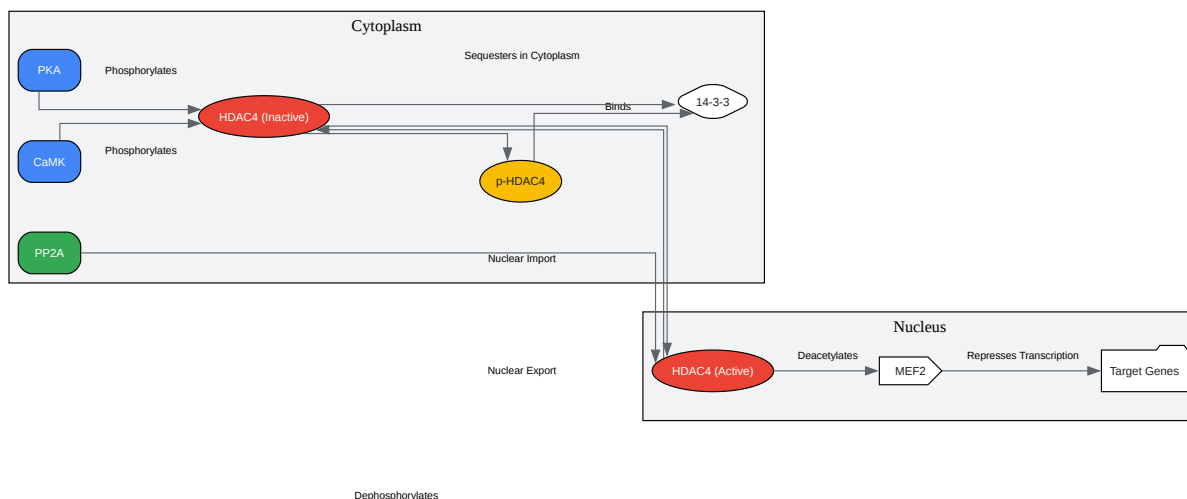 Cytoplasm
Sequesters in Cytoplasm
PKA
Phosphorylates
14-3-3
Binds
HDAC4 (Inactive)
Phosphorylates
CaMK
p-HDAC4
PP2A
Nuclear Import
Nucleus
Deacetylates
Represses Transcription
Nuclear Export
HDAC4 (Active)
MEF2
Target Genes
Dephosphorylates